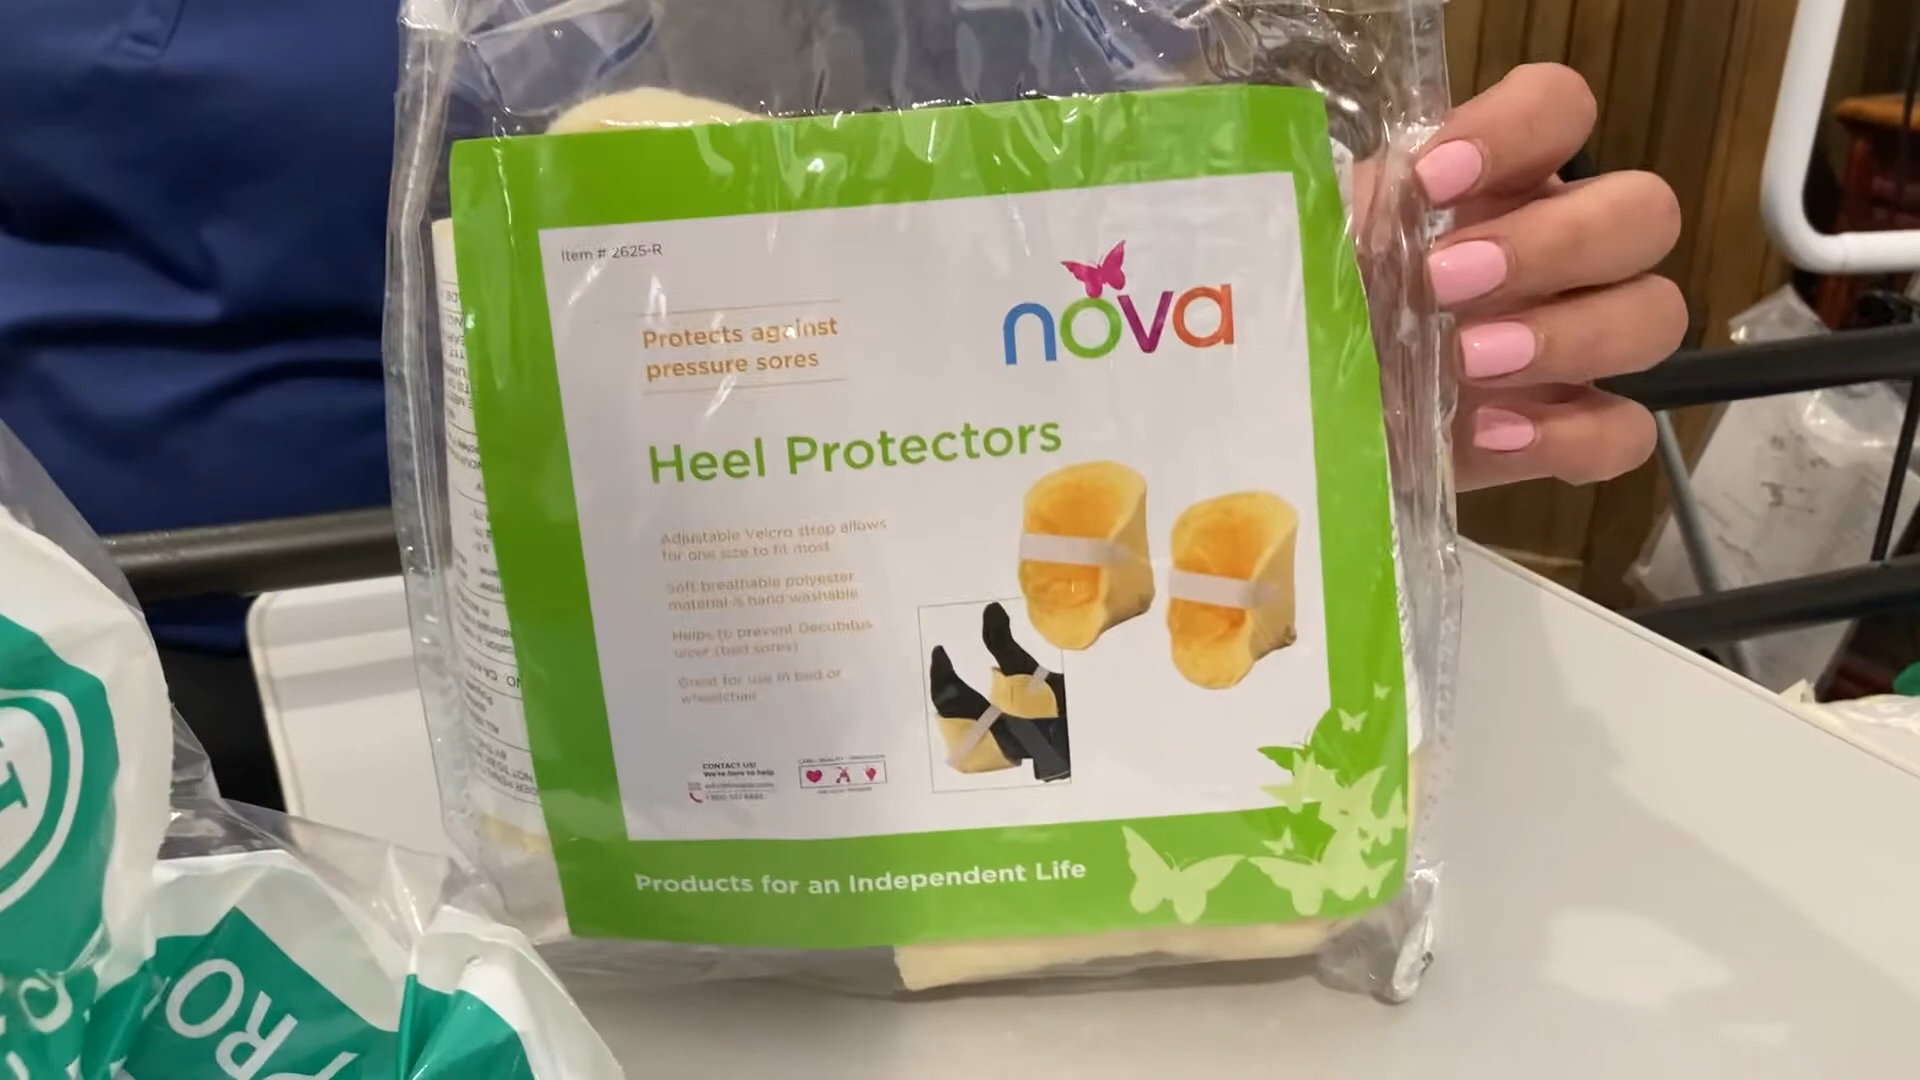 Item # 2625-R
nova
Protects against
pressure sores
Heel Protectors
Adjustable Velcro strap allows
for one size to fit most
Soft breathable polyester
material is hand washable
Helps to prevent Decubitus
ulcer (bed sores)
Great for use in bed or
wheelchair
CONTACT US!
We're here to help
Products for an Independent Life
PRO